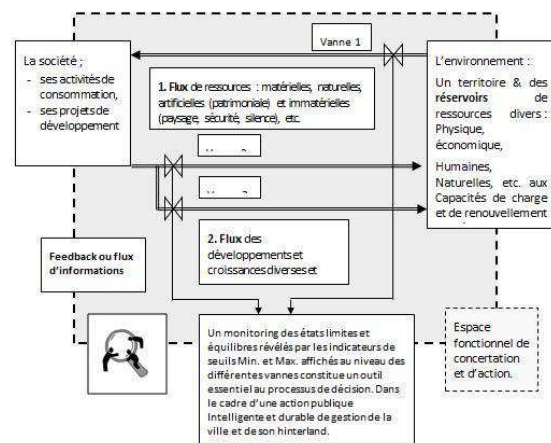 Vanne 1
La société ;
- ses activités de
consommation,
- ses projets de
développement
1. Flux de ressources : matérielles, naturelles,
artificielles (patrimoniale) et immatérielles
(paysage, sécurité, silence), etc.
L'environnement :
Un territoire & des
réservoirs de
ressources divers :
Physique,
économique,
Humaines,
Naturelles, etc. aux
Capacités de charge
et de renouvellement
2. Flux des
développements et
croissances diverses et
Feedback ou flux
d'informations
Un monitoring des états limites et
équilibres révélés par les indicateurs de
seuils Min. et Max. affichés au niveau des
différentes vannes constitue un outil
essentiel au processus de décision. Dans
le cadre d'une action publique
Intelligente et durable de gestion de la
ville et de son hinterland.
Espace
fonctionnel de
concertation
et d'action.